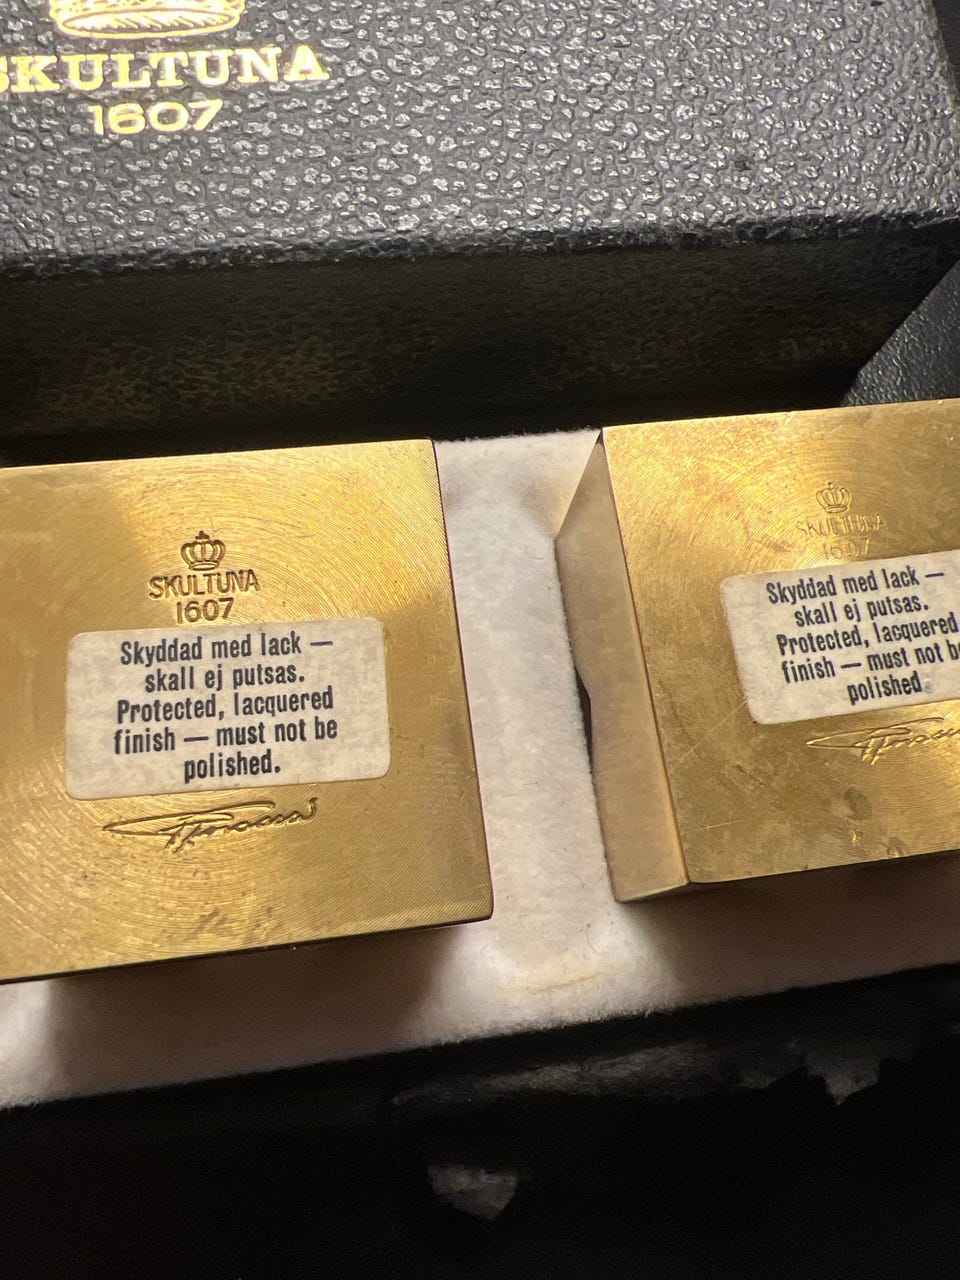 SKULTUNA
1607
SKULTUNA
1607
Skyddad med lack —
skall ej putsas.
Protected, lacquered
finish — must not be
polished.
SKULTUNA
1607
Skyddad med lack —
skall ej putsas.
Protected, lacquered
finish — must not be
polished.